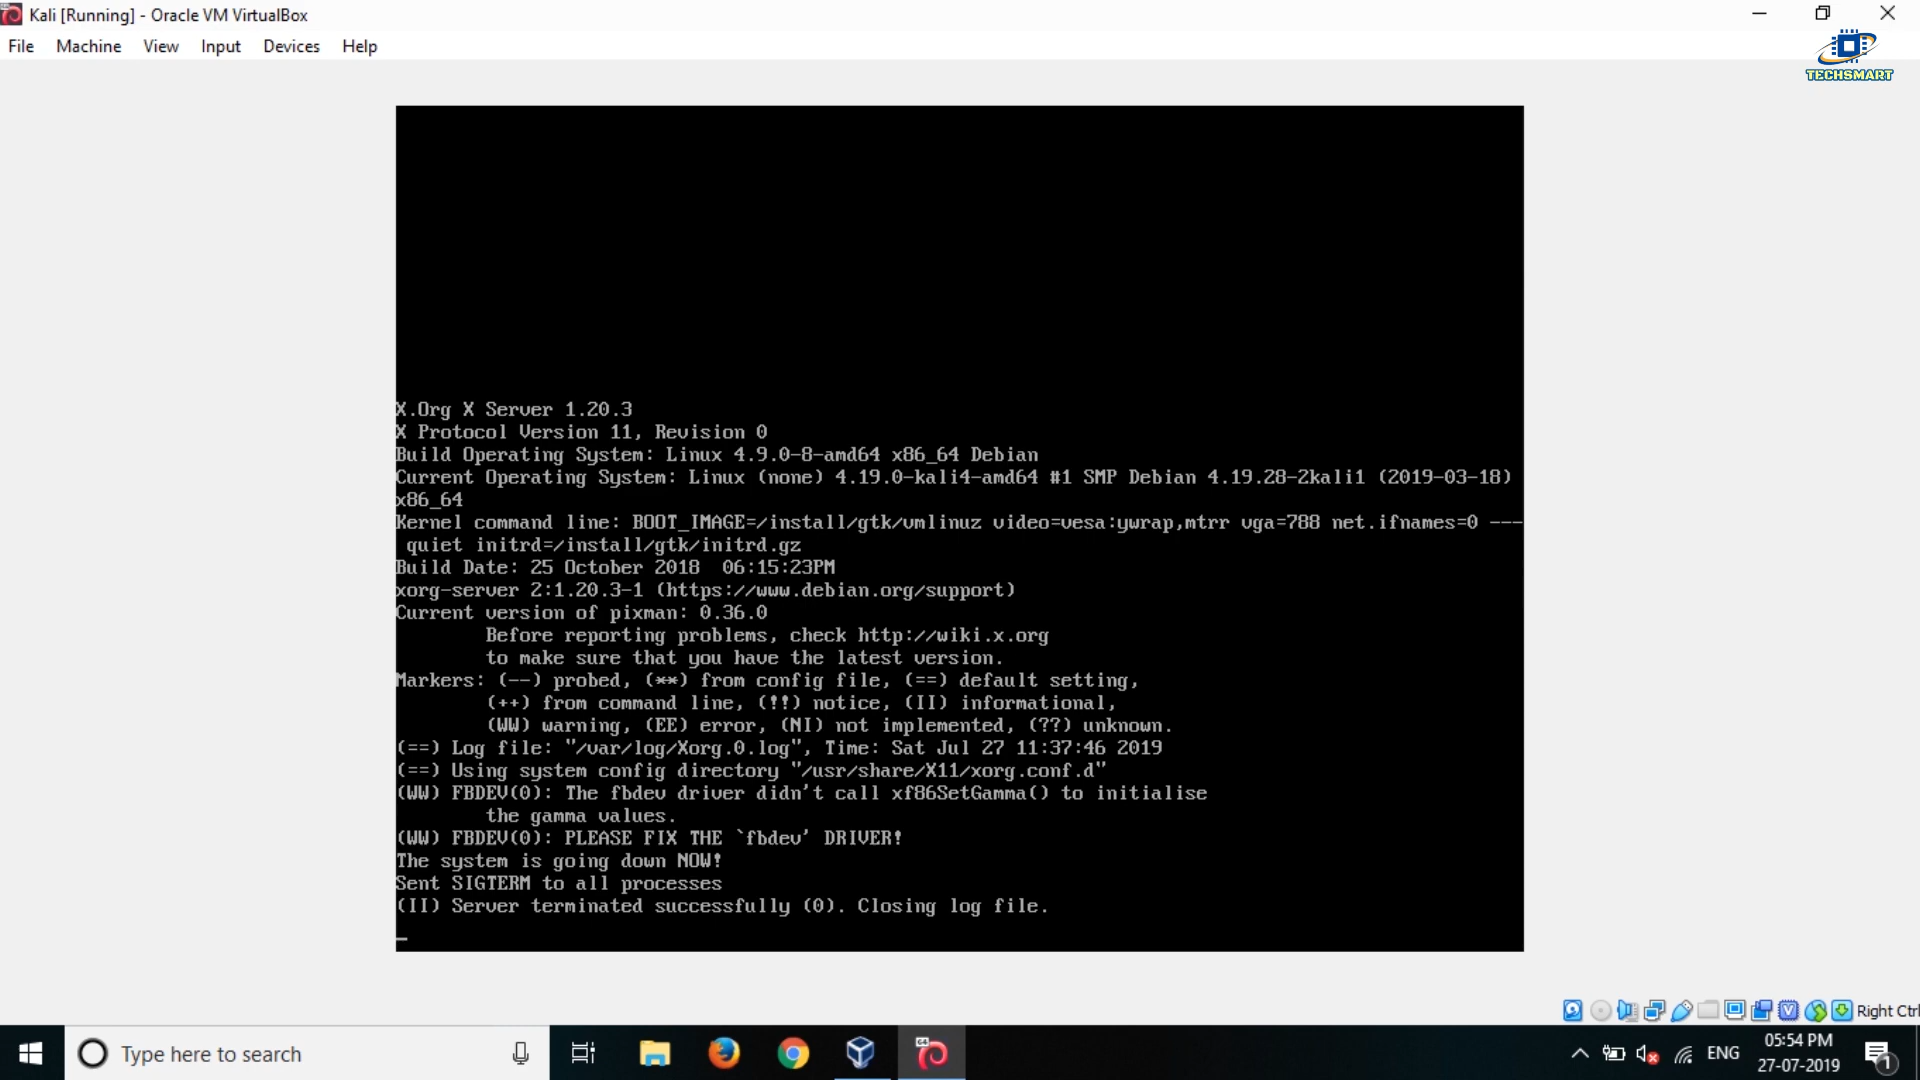 Kali [Running] - Oracle VM VirtualBox
File Machine View Input Devices Help
TECHSMART
X.Org X Server 1.20.3
X Protocol Version 11, Revision 0
Build Operating System: Linux 4.9.0-8-amd64 x86_64 Debian
Current Operating System: Linux (none) 4.19.0-kali4-amd64 #1 SMP Debian 4.19.28-2kali1 (2019-03-18)
x86_64
Kernel command line: BOOT_IMAGE=/install/gtk/vmlinuz video=vesa:ywrap,mtrr vga=788 net.ifnames=0 ---
quiet initrd=/install/gtk/initrd.gz
Build Date: 25 October 2018  06:15:23PM
xorg-server 2:1.20.3-1 (https://www.debian.org/support)
Current version of pixman: 0.36.0
Before reporting problems, check http://wiki.x.org
to make sure that you have the latest version.
Markers: (--) probed, (**) from config file, (==) default setting,
(++) from command line, (!!) notice, (II) informational,
(WW) warning, (EE) error, (NI) not implemented, (??) unknown.
(==) Log file: "/var/log/Xorg.0.log", Time: Sat Jul 27 11:37:46 2019
(==) Using system config directory "/usr/share/X11/xorg.conf.d"
(WW) FBDEV(0): The fbdev driver didn't call xf86SetGamma() to initialise
the gamma values.
(WW) FBDEV(0): PLEASE FIX THE `fbdev' DRIVER!
The system is going down NOW!
Sent SIGTERM to all processes
(II) Server terminated successfully (0). Closing log file.
Right Ctrl
Type here to search
64
ENG
05:54 PM
27-07-2019
1